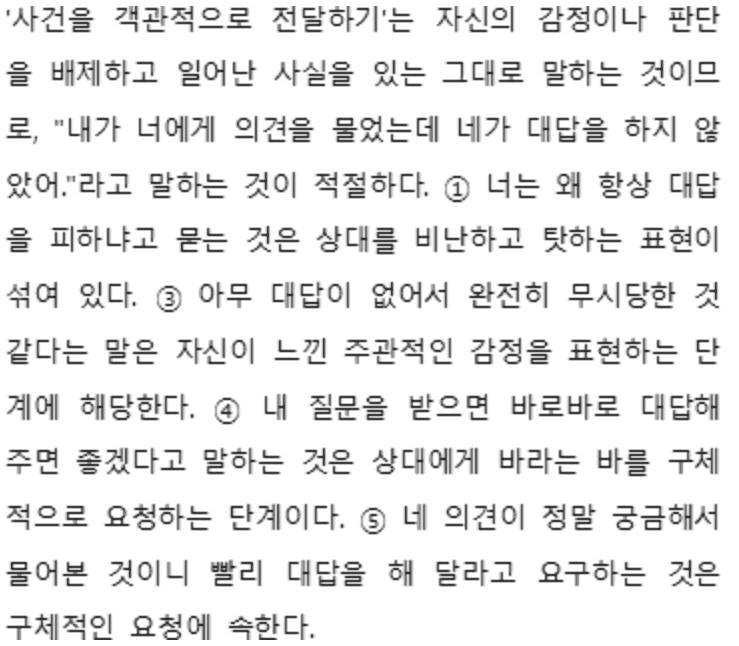 '사건을 객관적으로 전달하기'는 자신의 감정이나 판단
을 배제하고 일어난 사실을 있는 그대로 말하는 것이므
로, "내가 너에게 의견을 물었는데 네가 대답을 하지 않
았어."라고 말하는 것이 적절하다. ① 너는 왜 항상 대답
을 피하냐고 묻는 것은 상대를 비난하고 탓하는 표현이
섞여 있다. ③ 아무 대답이 없어서 완전히 무시당한 것
같다는 말은 자신이 느낀 주관적인 감정을 표현하는 단
계에 해당한다. ④ 내 질문을 받으면 바로바로 대답해
주면 좋겠다고 말하는 것은 상대에게 바라는 바를 구체
적으로 요청하는 단계이다. ⑤ 네 의견이 정말 궁금해서
물어본 것이니 빨리 대답을 해 달라고 요구하는 것은
구체적인 요청에 속한다.